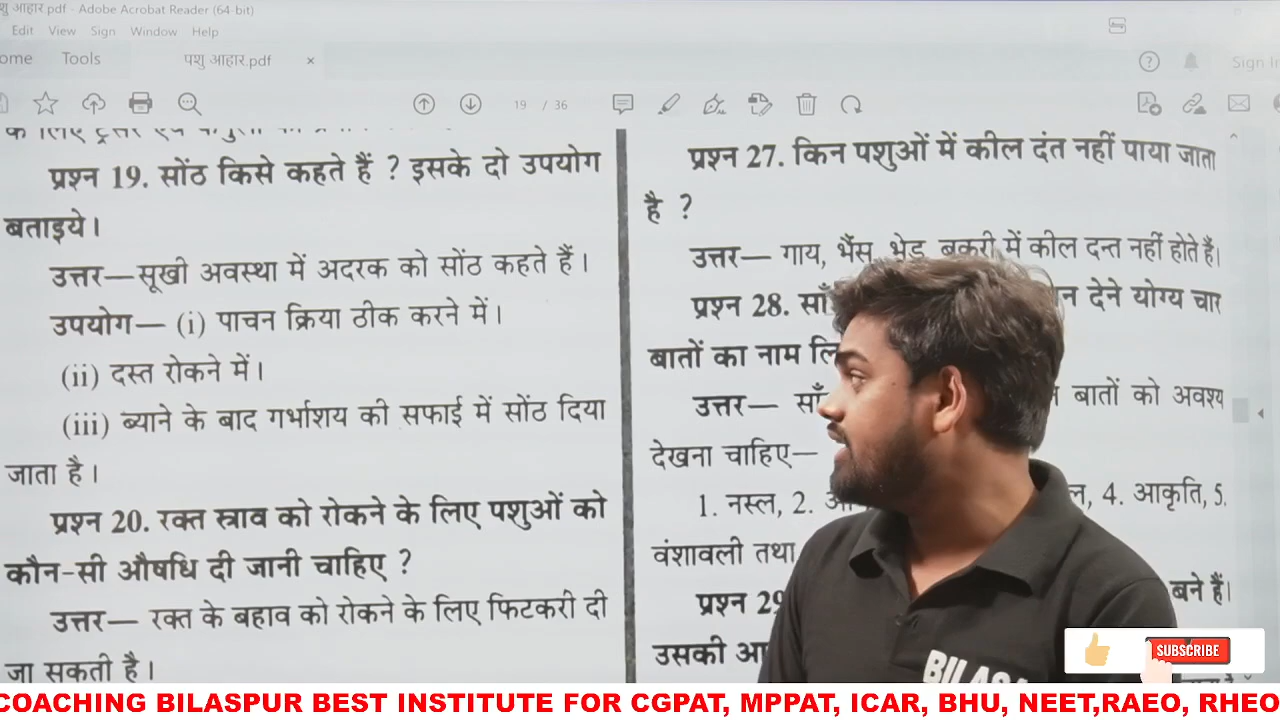 शु आहार.pdf - Adobe Acrobat Reader (64-bit)
Edit View Sign Window Help
ome Tools पशु आहार.pdf ×
Sign In
19 / 36
के लिए
प्रश्न 19. सोंठ किसे कहते हैं ? इसके दो उपयोग
बताइये।
उत्तर—सूखी अवस्था में अदरक को सोंठ कहते हैं।
उपयोग— (i) पाचन क्रिया ठीक करने में।
(ii) दस्त रोकने में।
(iii) ब्याने के बाद गर्भाशय की सफाई में सोंठ दिया
जाता है।
प्रश्न 20. रक्त स्त्राव को रोकने के लिए पशुओं को
कौन-सी औषधि दी जानी चाहिए ?
उत्तर— रक्त के बहाव को रोकने के लिए फिटकरी दी
जा सकती है।
प्रश्न 27. किन पशुओं में कील दंत नहीं पाया जाता
है ?
उत्तर— गाय, भैंस, भेड़, बकरी में कील दन्त नहीं होते हैं।
प्रश्न 28. देने योग्य चार
बातों का नाम
उत्तर— बातों को अवश्य
देखना चाहिए—
1. नस्ल, 2. 4. आकृति, 5.
वंशावली तथा
प्रश्न 29 बने हैं।
उसकी
BILASA
SUBSCRIBE
COACHING BILASPUR BEST INSTITUTE FOR CGPAT, MPPAT, ICAR, BHU, NEET,RAEO, RHEO